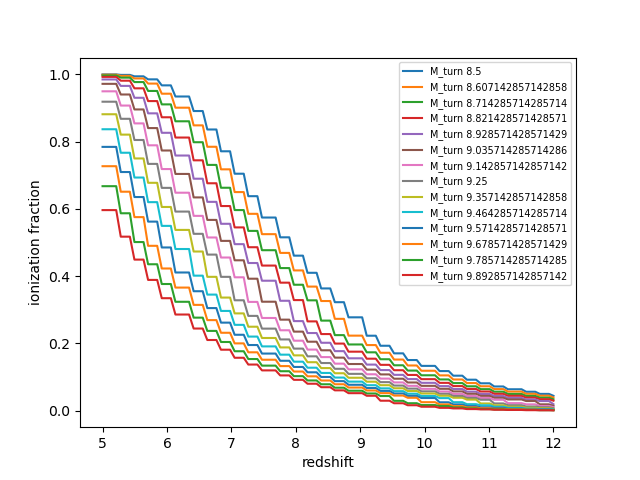 1.0
0.8
0.6
0.4
0.2
0.0
ionization fraction
M_turn 8.5
M_turn 8.607142857142858
M_turn 8.714285714285714
M_turn 8.821428571428571
M_turn 8.928571428571429
M_turn 9.035714285714286
M_turn 9.142857142857142
M_turn 9.25
M_turn 9.357142857142858
M_turn 9.464285714285714
M_turn 9.571428571428571
M_turn 9.678571428571429
M_turn 9.785714285714285
M_turn 9.892857142857142
5 6 7 8 9 10 11 12
redshift